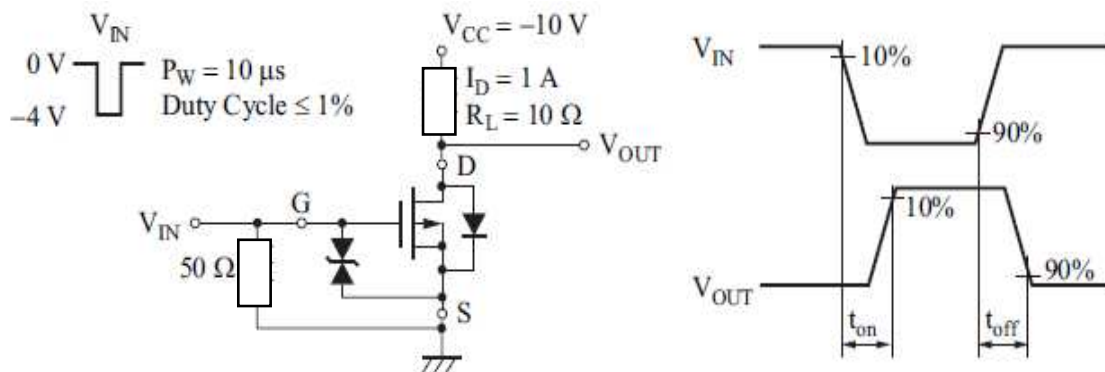 V_IN
0 V
−4 V
P_W = 10 μs
Duty Cycle ≤ 1%
V_CC = −10 V
I_D = 1 A
R_L = 10 Ω
V_OUT
D
G
V_IN
50 Ω
S
V_IN
10%
90%
10%
V_OUT
90%
t_on
t_off